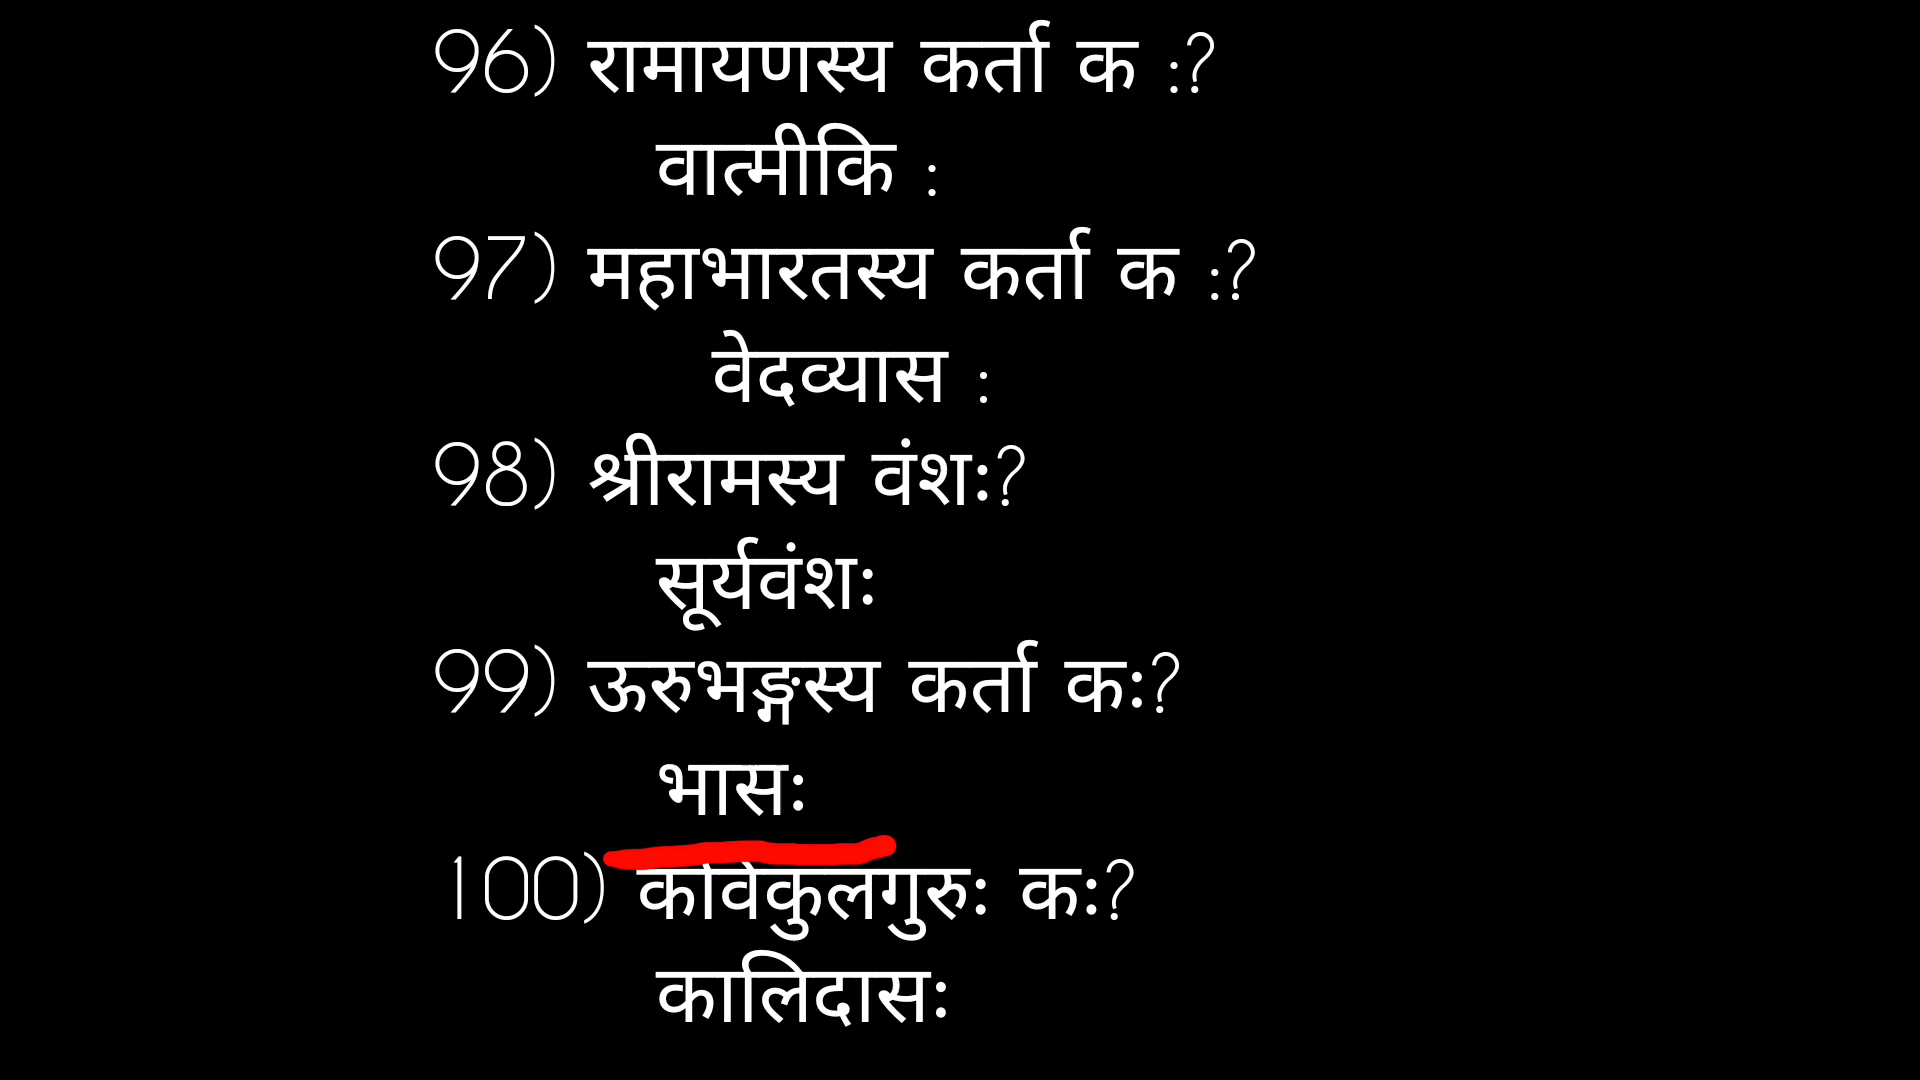 96) रामायणस्य कर्ता क :?
वात्मीकि :
97) महाभारतस्य कर्ता क :?
वेदव्यास :
98) श्रीरामस्य वंशः?
सूर्यवंशः
99) ऊरुभङ्गस्य कर्ता कः?
भासः
100) कविकुलगुरुः कः?
कालिदासः